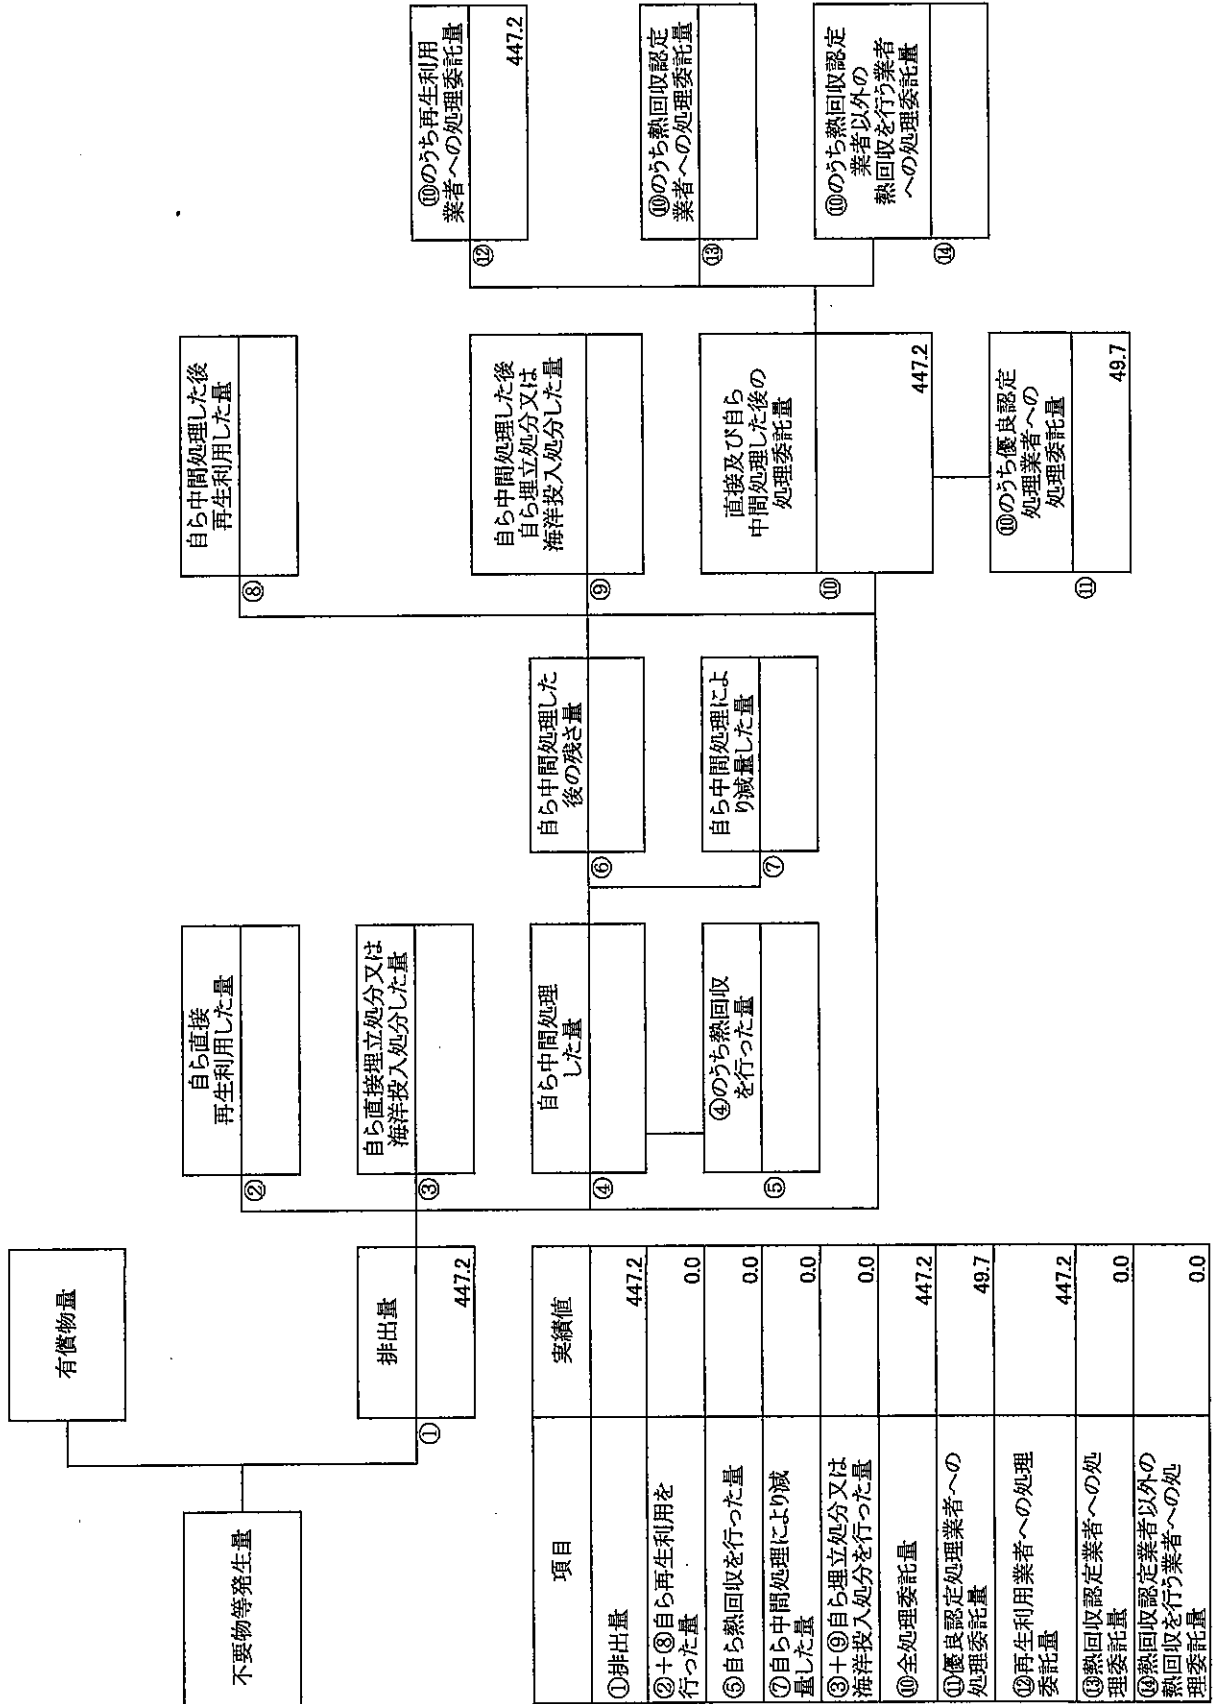 不要物等発生量
有償物量
①
排出量
447.2
②
自ら直接
再生利用した量
③
自ら直接埋立処分又は
海洋投入処分した量
④
自ら中間処理
した量
⑤
④のうち熱回収
を行った量
⑥
自ら中間処理した
後の残さ量
⑦
自ら中間処理によ
り減量した量
⑧
自ら中間処理した後
再生利用した量
⑨
自ら中間処理した後
自ら埋立処分又は
海洋投入処分した量
⑩
直接及び自ら
中間処理した後の
処理委託量
447.2
⑪
⑩のうち優良認定
処理業者への
処理委託量
49.7
⑫
⑩のうち再生利用
業者への処理委託量
447.2
⑬
⑩のうち熱回収認定
業者への処理委託量
⑭
⑩のうち熱回収認定
業者以外の
熱回収を行う業者
への処理委託量
項目 実績値
①排出量 447.2
②+⑧自ら再生利用を
行った量 0.0
⑤自ら熱回収を行った量 0.0
⑦自ら中間処理により減
量した量 0.0
③+⑨自ら埋立処分又は
海洋投入処分を行った量 0.0
⑩全処理委託量 447.2
⑪優良認定処理業者への
処理委託量 49.7
⑫再生利用業者への処理
委託量 447.2
⑬熱回収認定業者への処
理委託量 0.0
⑭熱回収認定業者以外の
熱回収を行う業者への処
理委託量 0.0